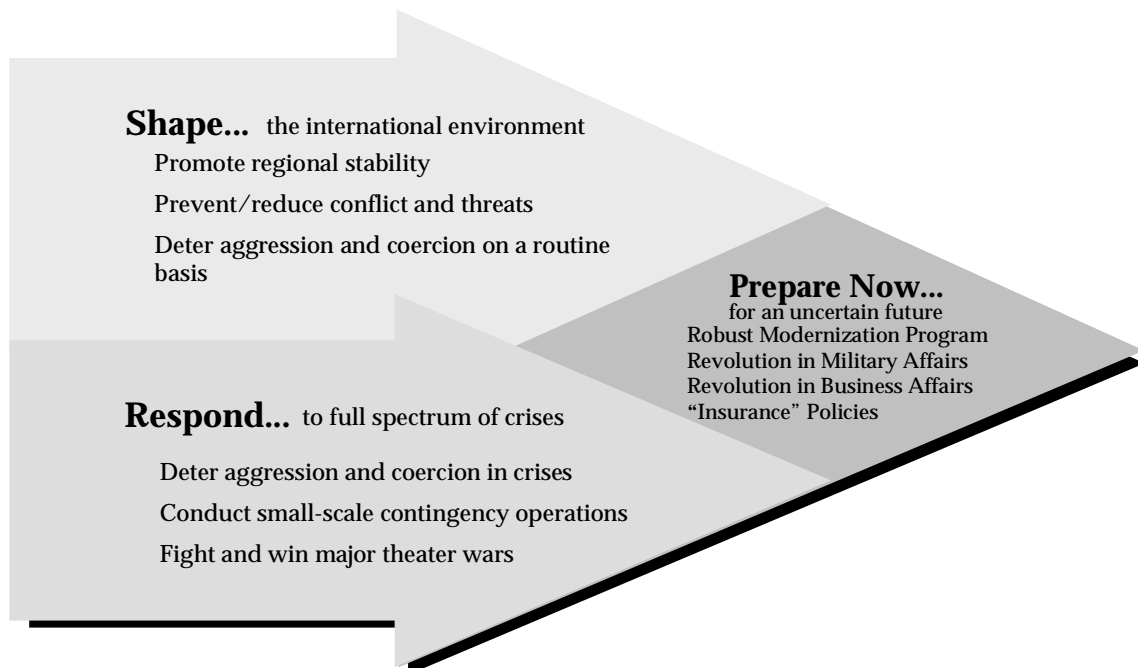 Shape... the international environment
Promote regional stability
Prevent/reduce conflict and threats
Deter aggression and coercion on a routine
basis
Prepare Now...
for an uncertain future
Robust Modernization Program
Revolution in Military Affairs
Revolution in Business Affairs
“Insurance” Policies
Respond... to full spectrum of crises
Deter aggression and coercion in crises
Conduct small-scale contingency operations
Fight and win major theater wars